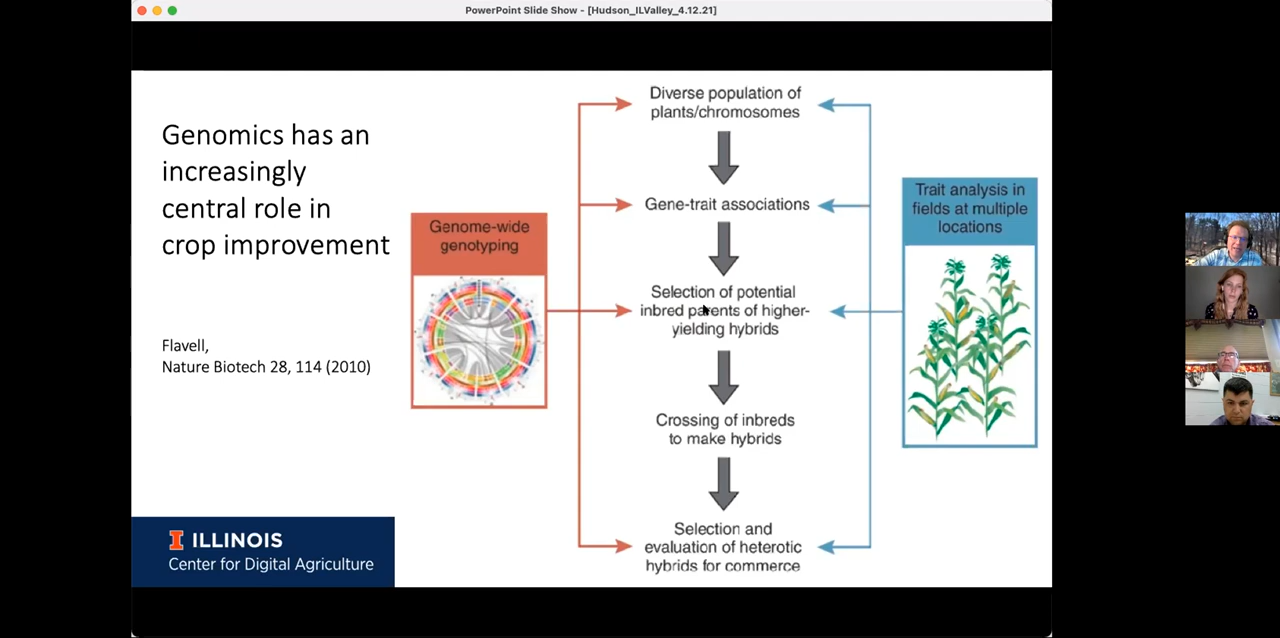 PowerPoint Slide Show - [Hudson_ILValley_4.12.21]
Genomics has an
increasingly
central role in
crop improvement
Flavell,
Nature Biotech 28, 114 (2010)
Genome-wide
genotyping
Diverse population of
plants/chromosomes
Gene-trait associations
Selection of potential
inbred parents of higher-
yielding hybrids
Crossing of inbreds
to make hybrids
Selection and
evaluation of heterotic
hybrids for commerce
Trait analysis in
fields at multiple
locations
ILLINOIS
Center for Digital Agriculture